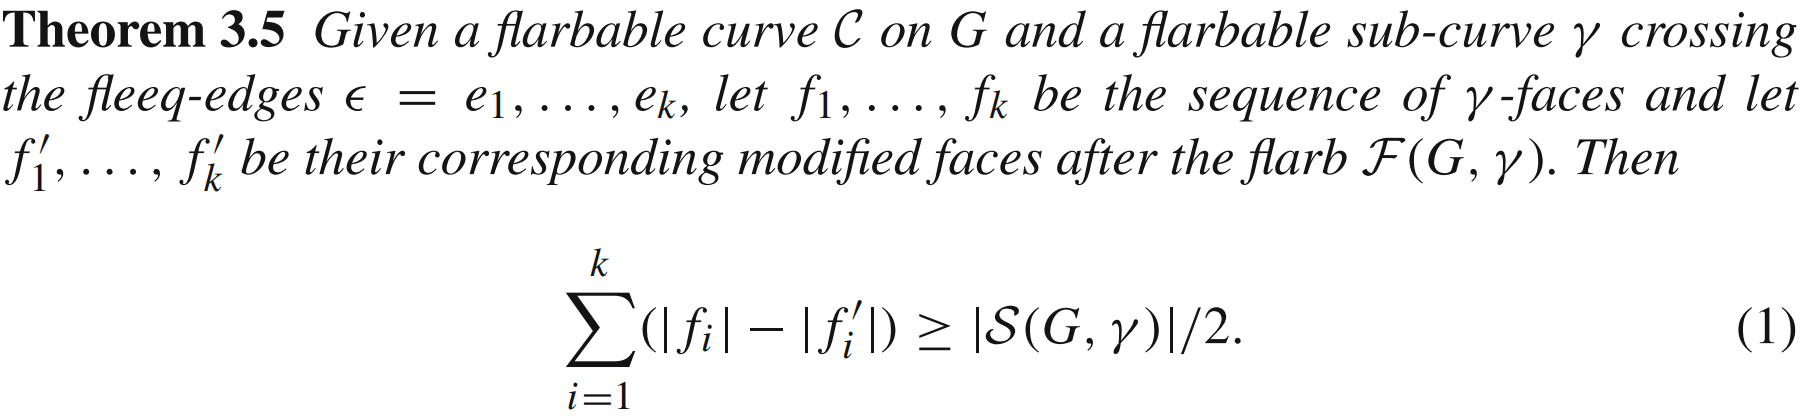 Theorem 3.5 Given a flarbable curve 𝒞 on G and a flarbable sub-curve γ crossing
the fleeq-edges ϵ = e₁, . . . , eₖ, let f₁, . . . , fₖ be the sequence of γ-faces and let
f′₁, . . . , f′ₖ be their corresponding modified faces after the flarb ℱ(G, γ). Then
∑ᵢ₌₁ᵏ (|fᵢ| − |f′ᵢ|) ≥ |𝒮(G, γ)|/2. (1)